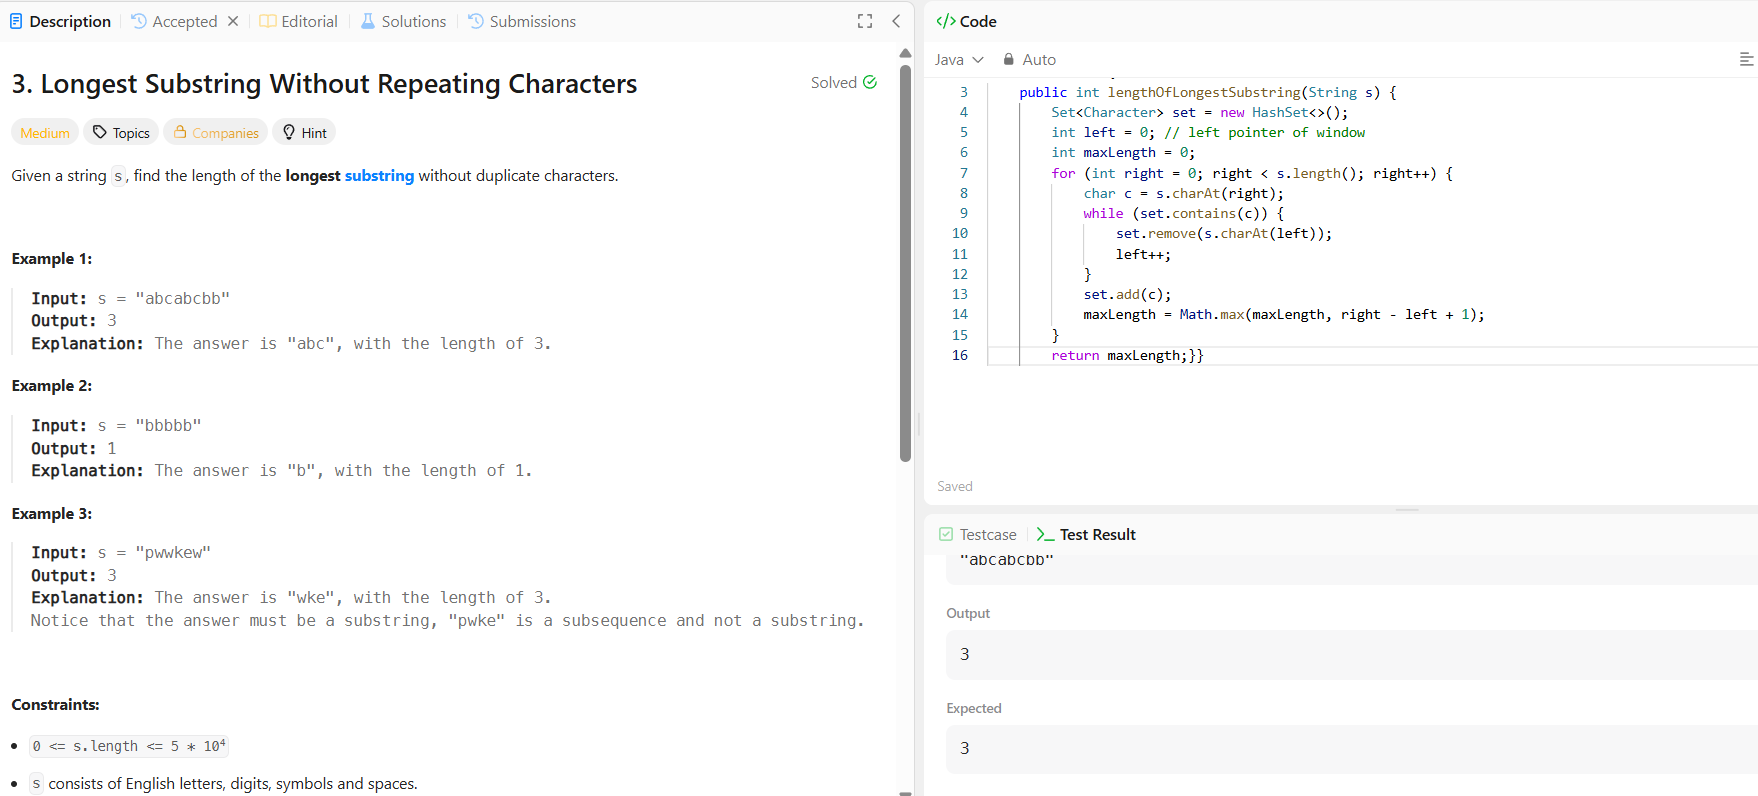 Description
Accepted
Editorial
Solutions
Submissions
3. Longest Substring Without Repeating Characters
Solved
Medium
Topics
Companies
Hint
Given a string s, find the length of the longest substring without duplicate characters.
Example 1:
Input: s = "abcabcbb"
Output: 3
Explanation: The answer is "abc", with the length of 3.
Example 2:
Input: s = "bbbbb"
Output: 1
Explanation: The answer is "b", with the length of 1.
Example 3:
Input: s = "pwwkew"
Output: 3
Explanation: The answer is "wke", with the length of 3.
Notice that the answer must be a substring, "pwke" is a subsequence and not a substring.
Constraints:
0 <= s.length <= 5 * 10⁴
s consists of English letters, digits, symbols and spaces.
</> Code
Java
Auto
3 public int lengthOfLongestSubstring(String s) {
4 Set<Character> set = new HashSet<>();
5 int left = 0; // left pointer of window
6 int maxLength = 0;
7 for (int right = 0; right < s.length(); right++) {
8 char c = s.charAt(right);
9 while (set.contains(c)) {
10 set.remove(s.charAt(left));
11 left++;
12 }
13 set.add(c);
14 maxLength = Math.max(maxLength, right - left + 1);
15 }
16 return maxLength;}}
Saved
Testcase
Test Result
"abcabcbb"
Output
3
Expected
3